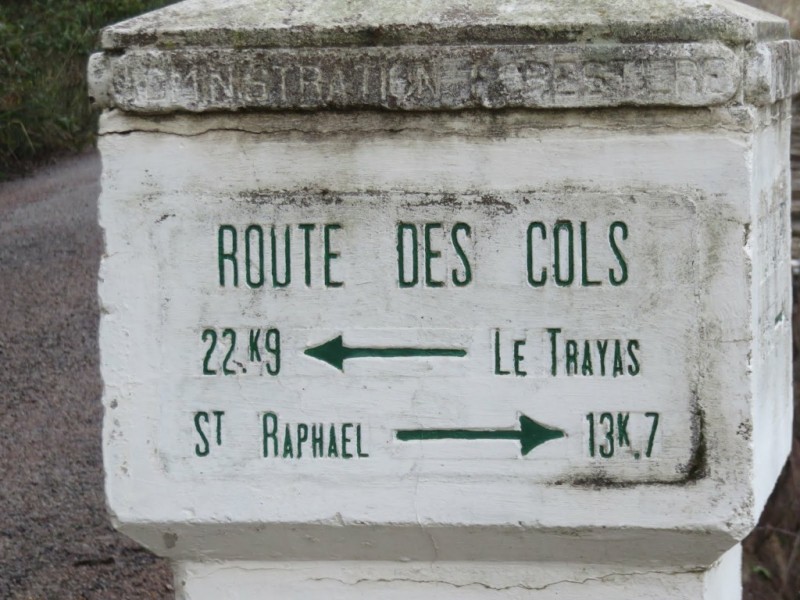 ADMINISTRATION FORESTIERE
ROUTE DES COLS
22.K9 ← LE TRAYAS
ST RAPHAEL → 13K.7